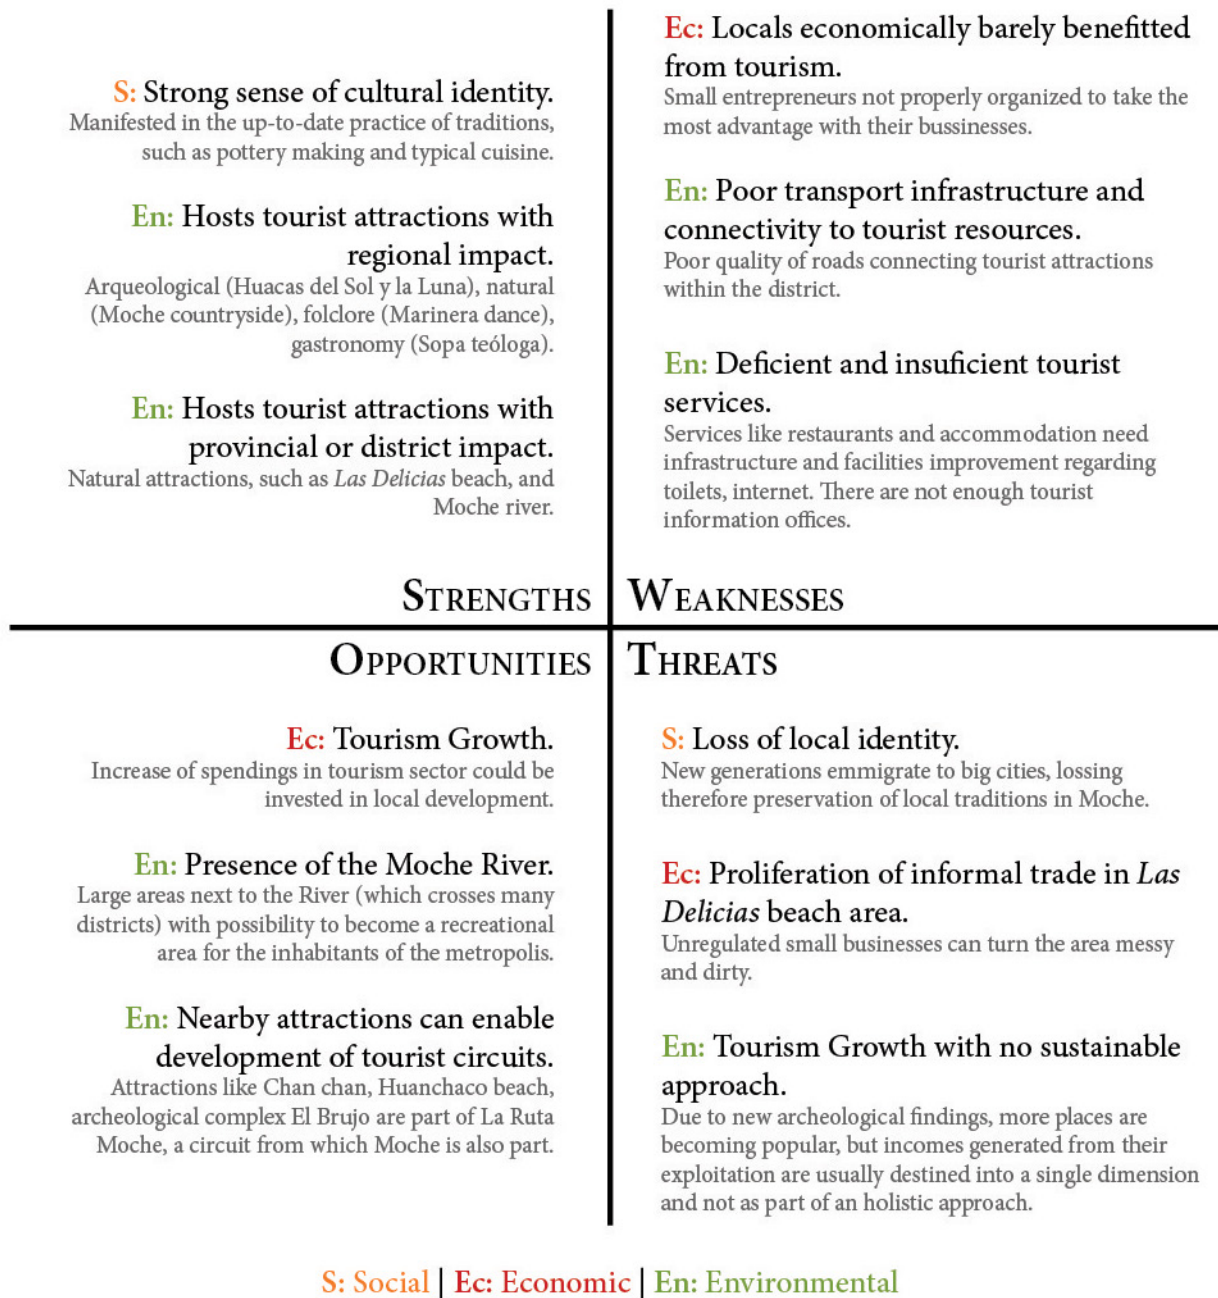 S: Strong sense of cultural identity.
Manifested in the up-to-date practice of traditions,
such as pottery making and typical cuisine.
En: Hosts tourist attractions with
regional impact.
Arqueological (Huacas del Sol y la Luna), natural
(Moche countryside), folclore (Marinera dance),
gastronomy (Sopa teóloga).
En: Hosts tourist attractions with
provincial or district impact.
Natural attractions, such as Las Delicias beach, and
Moche river.
STRENGTHS
Ec: Locals economically barely benefitted
from tourism.
Small entrepreneurs not properly organized to take the
most advantage with their bussinesses.
En: Poor transport infrastructure and
connectivity to tourist resources.
Poor quality of roads connecting tourist attractions
within the district.
En: Deficient and insuficient tourist
services.
Services like restaurants and accommodation need
infrastructure and facilities improvement regarding
toilets, internet. There are not enough tourist
information offices.
WEAKNESSES
OPPORTUNITIES
Ec: Tourism Growth.
Increase of spendings in tourism sector could be
invested in local development.
En: Presence of the Moche River.
Large areas next to the River (which crosses many
districts) with possibility to become a recreational
area for the inhabitants of the metropolis.
En: Nearby attractions can enable
development of tourist circuits.
Attractions like Chan chan, Huanchaco beach,
archeological complex El Brujo are part of La Ruta
Moche, a circuit from which Moche is also part.
THREATS
S: Loss of local identity.
New generations emmigrate to big cities, lossing
therefore preservation of local traditions in Moche.
Ec: Proliferation of informal trade in Las
Delicias beach area.
Unregulated small businesses can turn the area messy
and dirty.
En: Tourism Growth with no sustainable
approach.
Due to new archeological findings, more places are
becoming popular, but incomes generated from their
exploitation are usually destined into a single dimension
and not as part of an holistic approach.
S: Social | Ec: Economic | En: Environmental